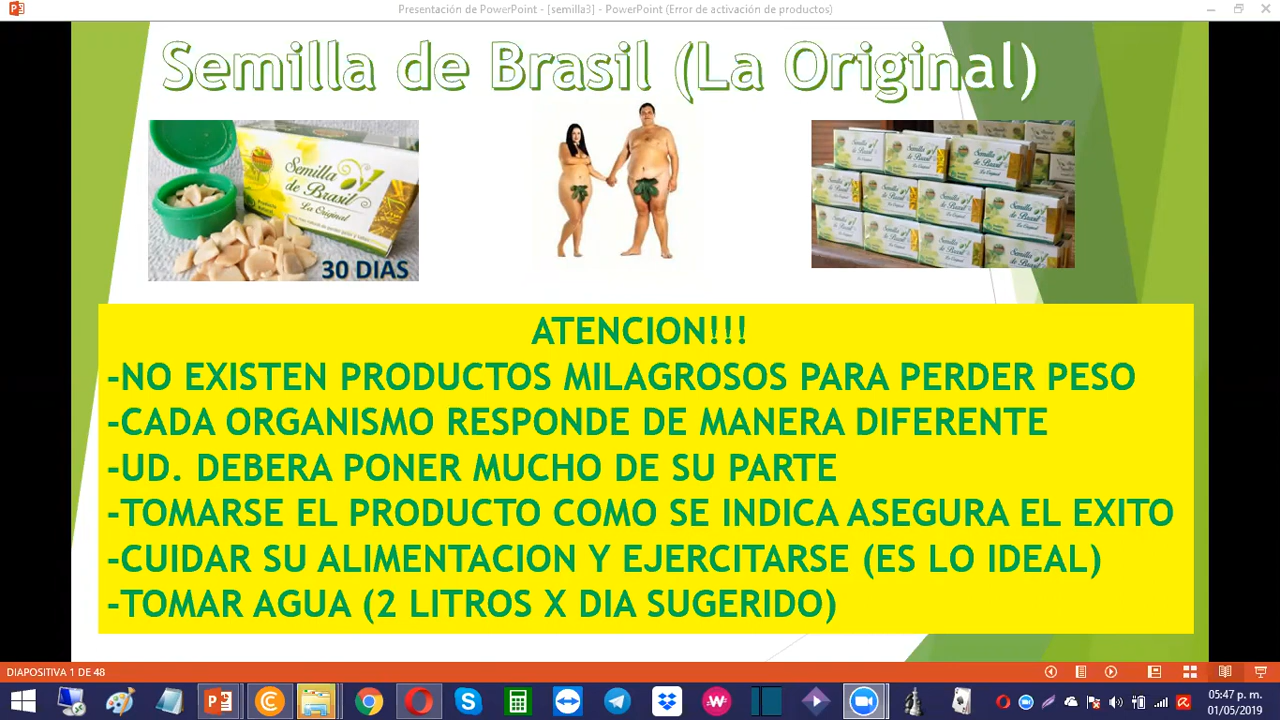 Presentación de PowerPoint - [semilla3] - PowerPoint (Error de activación de productos)
Semilla de Brasil (La Original)
Semilla
de Brasil
La Original
30 DIAS
ATENCION!!!
-NO EXISTEN PRODUCTOS MILAGROSOS PARA PERDER PESO
-CADA ORGANISMO RESPONDE DE MANERA DIFERENTE
-UD. DEBERA PONER MUCHO DE SU PARTE
-TOMARSE EL PRODUCTO COMO SE INDICA ASEGURA EL EXITO
-CUIDAR SU ALIMENTACION Y EJERCITARSE (ES LO IDEAL)
-TOMAR AGUA (2 LITROS X DIA SUGERIDO)
DIAPOSITIVA 1 DE 48
05:47 p. m.
01/05/2019